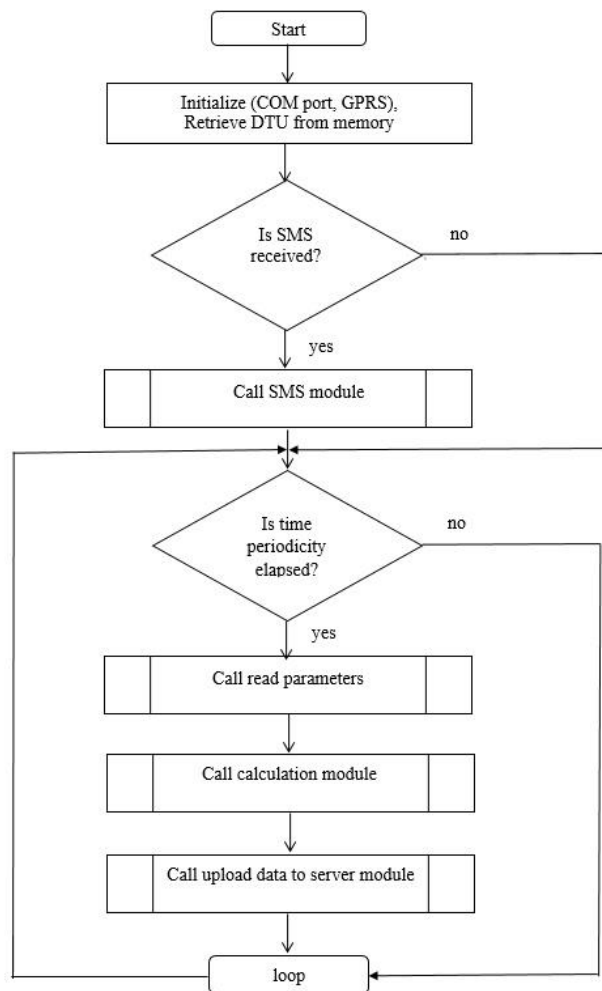 Start
Initialize (COM port, GPRS),
Retrieve DTU from memory
Is SMS
received?
no
yes
Call SMS module
Is time
periodicity
elapsed?
no
yes
Call read parameters
Call calculation module
Call upload data to server module
loop